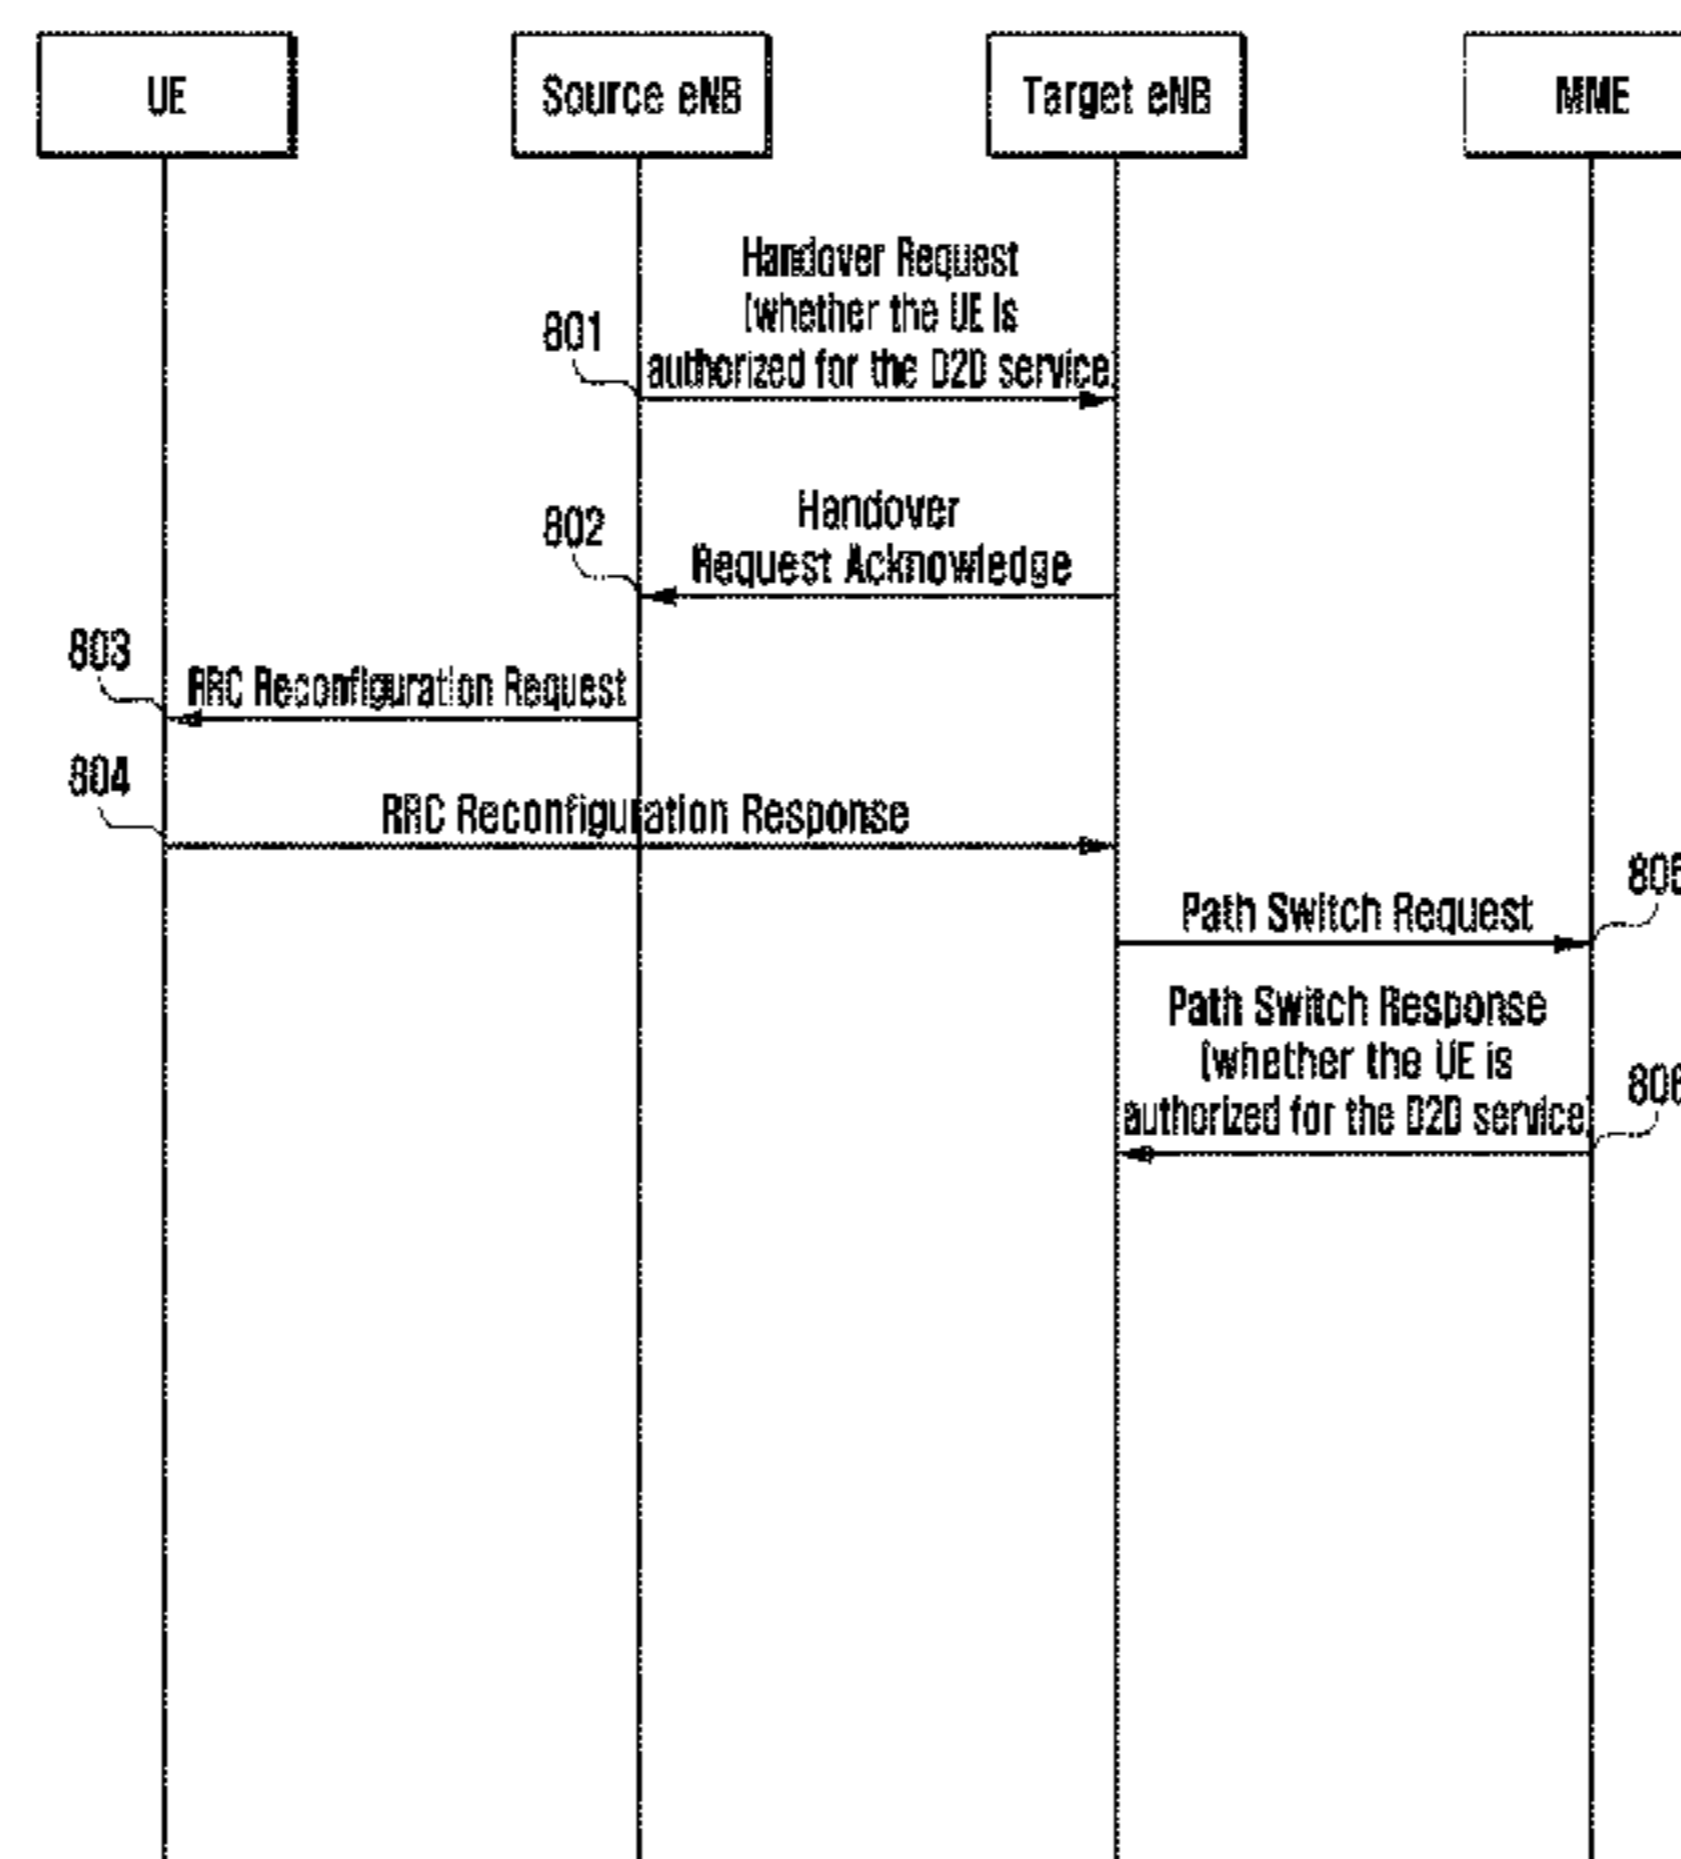 UE
Source eNB
Target eNB
MME
Handover Request
(whether the UE is
801
authorized for the D2D service)
Handover
802
Request Acknowledge
803
RRC Reconfiguration Request
804
RRC Reconfiguration Response
805
Path Switch Request
Path Switch Response
(whether the UE is
806
authorized for the D2D service)